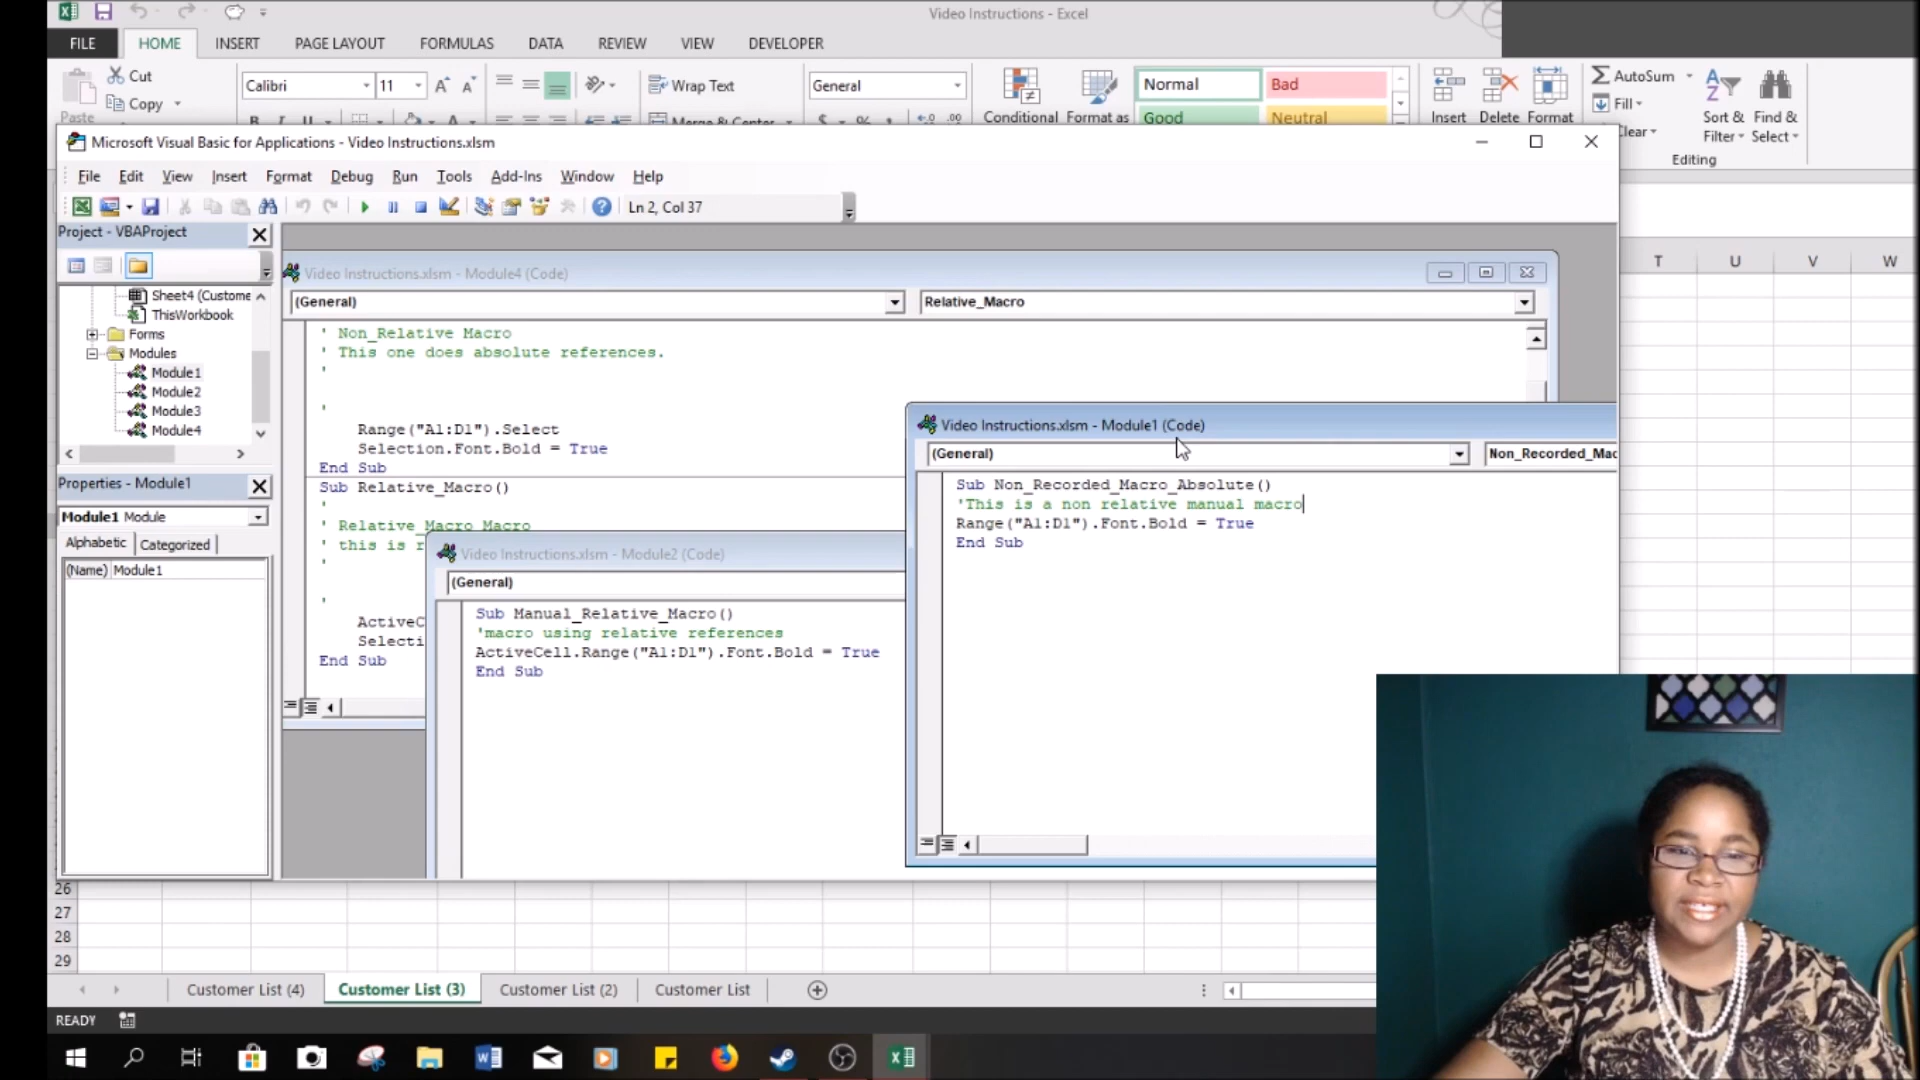 Video Instructions - Excel
FILE HOME INSERT PAGE LAYOUT FORMULAS DATA REVIEW VIEW DEVELOPER
Cut
Copy
Paste
Calibri 11
B I U
Wrap Text
Merge & Center
General
$ % ,
Conditional Format as
Normal Bad
Good Neutral
Insert Delete Format
AutoSum
Fill
Clear
Sort & Find &
Filter Select
Editing
Microsoft Visual Basic for Applications - Video Instructions.xlsm
File Edit View Insert Format Debug Run Tools Add-Ins Window Help
Ln 2, Col 37
Project - VBAProject
Sheet4 (Custome
ThisWorkbook
Forms
Modules
Module1
Module2
Module3
Module4
Properties - Module1
Module1 Module
Alphabetic Categorized
(Name) Module1
Video Instructions.xlsm - Module4 (Code)
(General) Relative_Macro
' Non_Relative Macro
' This one does absolute references.
'
'
Range("A1:D1").Select
Selection.Font.Bold = True
End Sub
Sub Relative_Macro()
'
' Relative_Macro Macro
' this is r
'
'
ActiveC
Selecti
End Sub
Video Instructions.xlsm - Module2 (Code)
(General)
Sub Manual_Relative_Macro()
'macro using relative references
ActiveCell.Range("A1:D1").Font.Bold = True
End Sub
Video Instructions.xlsm - Module1 (Code)
(General) Non_Recorded_Mac
Sub Non_Recorded_Macro_Absolute()
'This is a non relative manual macro
Range("A1:D1").Font.Bold = True
End Sub
T U V W
26
27
28
29
Customer List (4) Customer List (3) Customer List (2) Customer List
READY